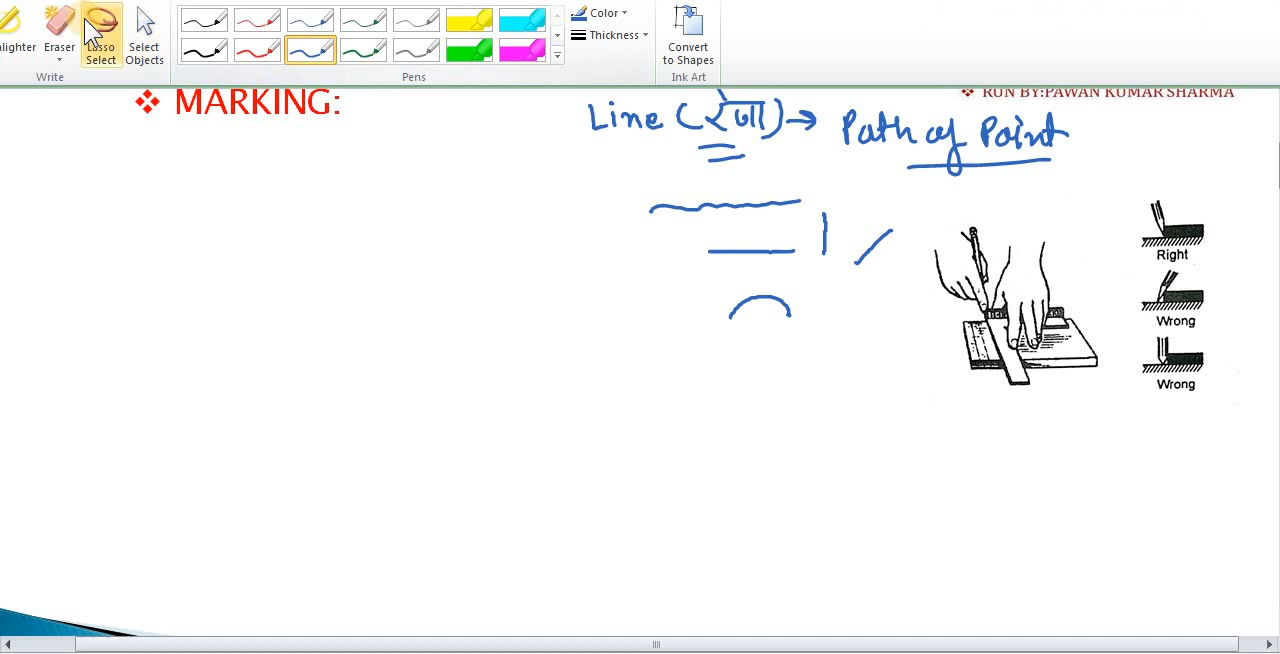 lighter Eraser Lasso Select Select Objects
Color
Thickness
Convert to Shapes
Write
Pens
Ink Art
❖ MARKING:
❖ RUN BY:PAWAN KUMAR SHARMA
Line (रेखा) → Path of Point
Right
Wrong
Wrong